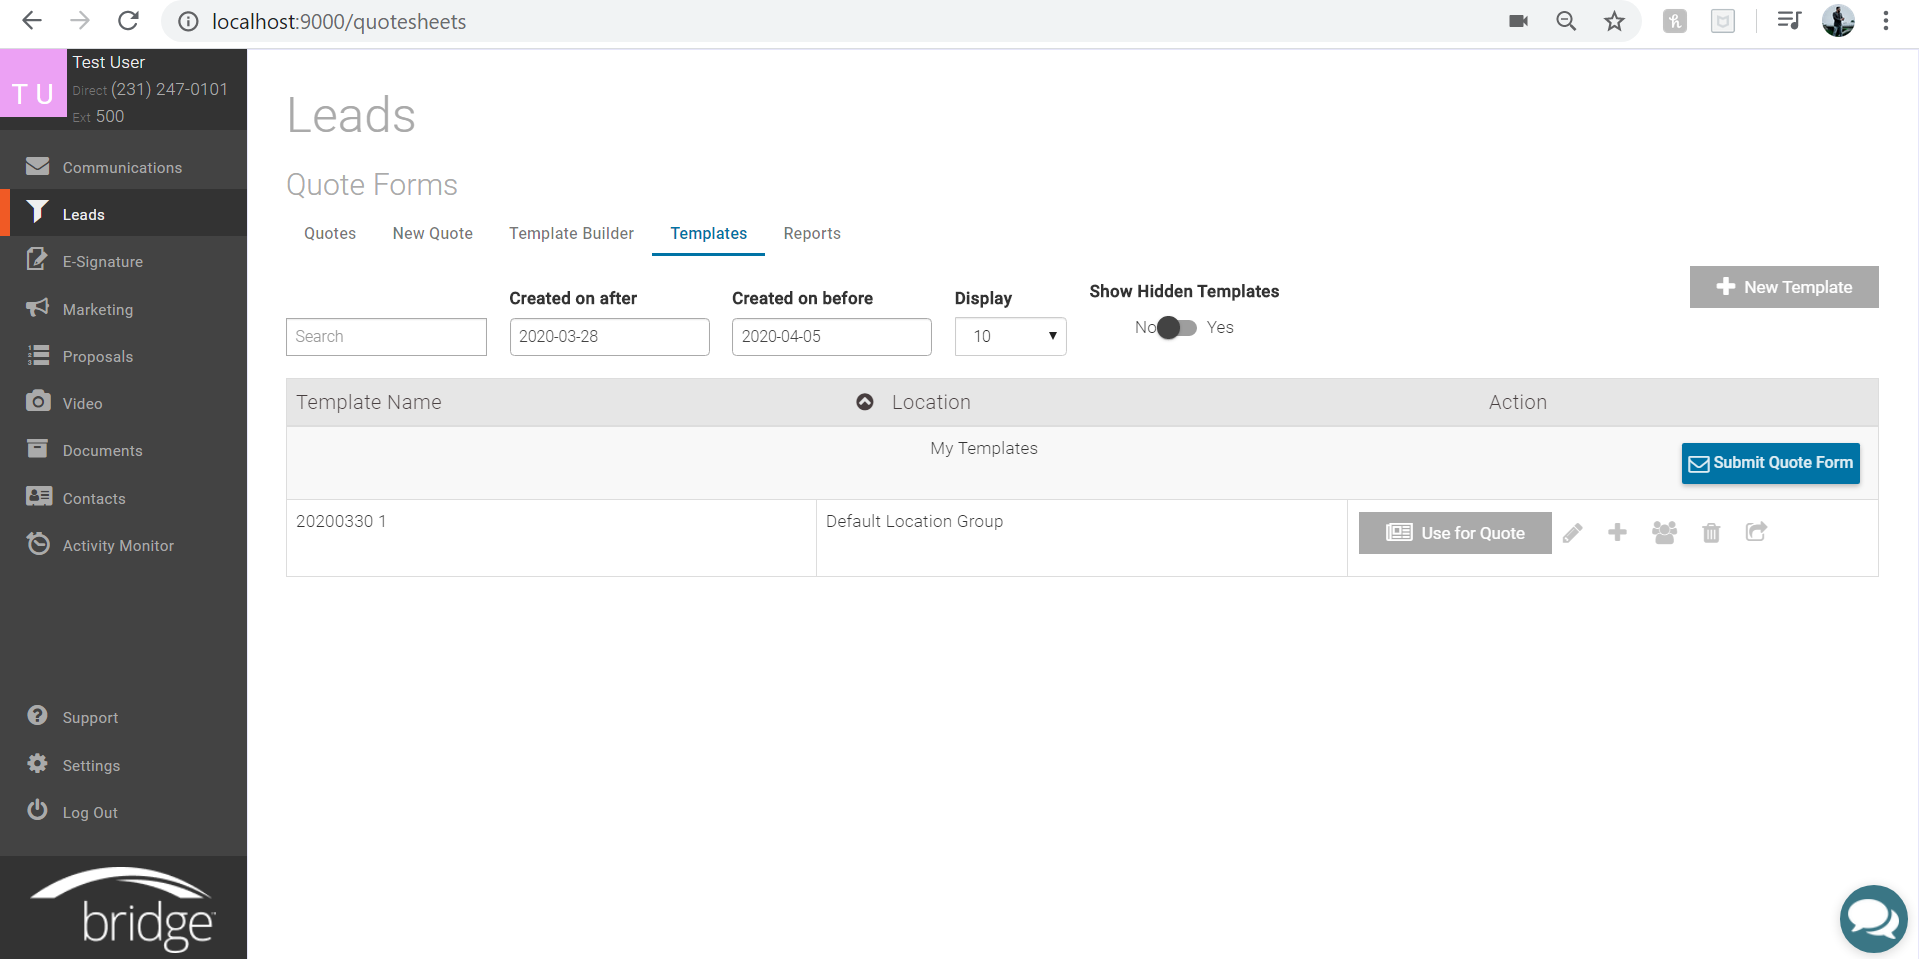 localhost:9000/quotesheets
T U
Test User
Direct (231) 247-0101
Ext 500
Communications
Leads
E-Signature
Marketing
Proposals
Video
Documents
Contacts
Activity Monitor
Support
Settings
Log Out
bridge
Leads
Quote Forms
Quotes New Quote Template Builder Templates Reports
Created on after Created on before Display Show Hidden Templates
New Template
Search 2020-03-28 2020-04-05 10 No Yes
Template Name Location Action
My Templates
Submit Quote Form
20200330 1 Default Location Group Use for Quote